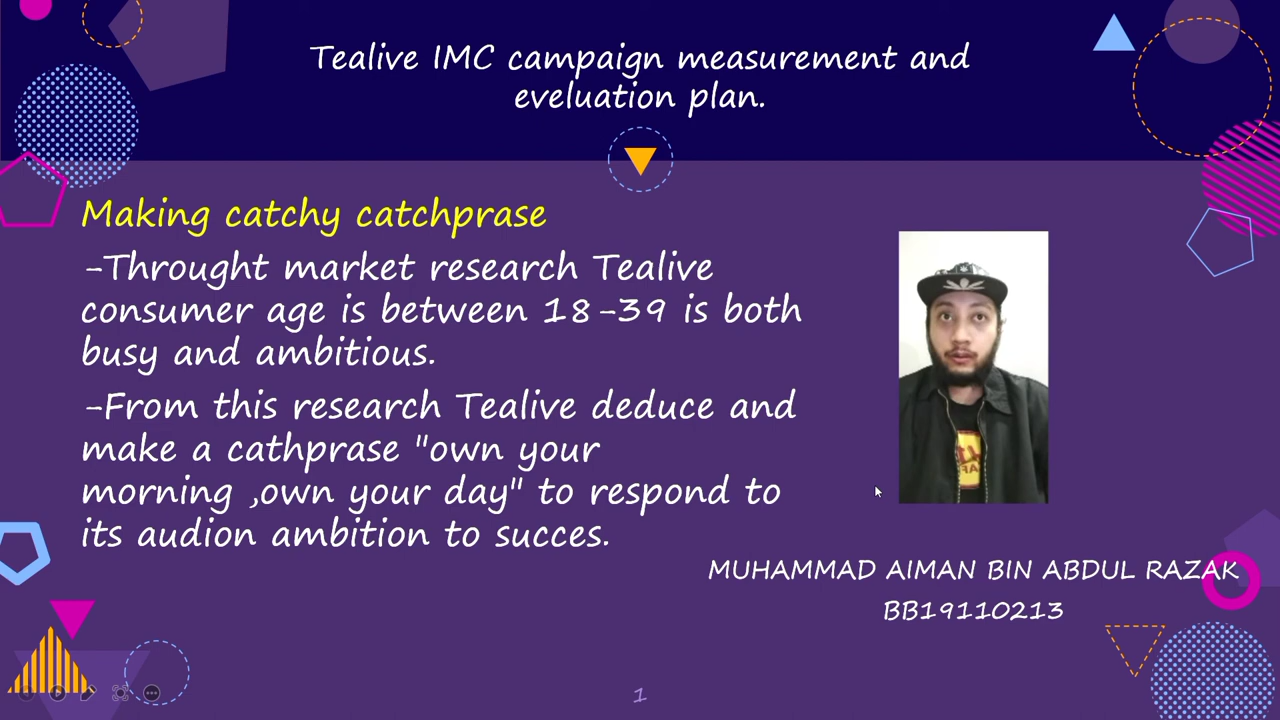 Tealive IMC campaign measurement and
eveluation plan.
Making catchy catchprase
-Throught market research Tealive
consumer age is between 18-39 is both
busy and ambitious.
-From this research Tealive deduce and
make a cathprase "own your
morning ,own your day" to respond to
its audion ambition to succes.
MUHAMMAD AIMAN BIN ABDUL RAZAK
BB19110213
1